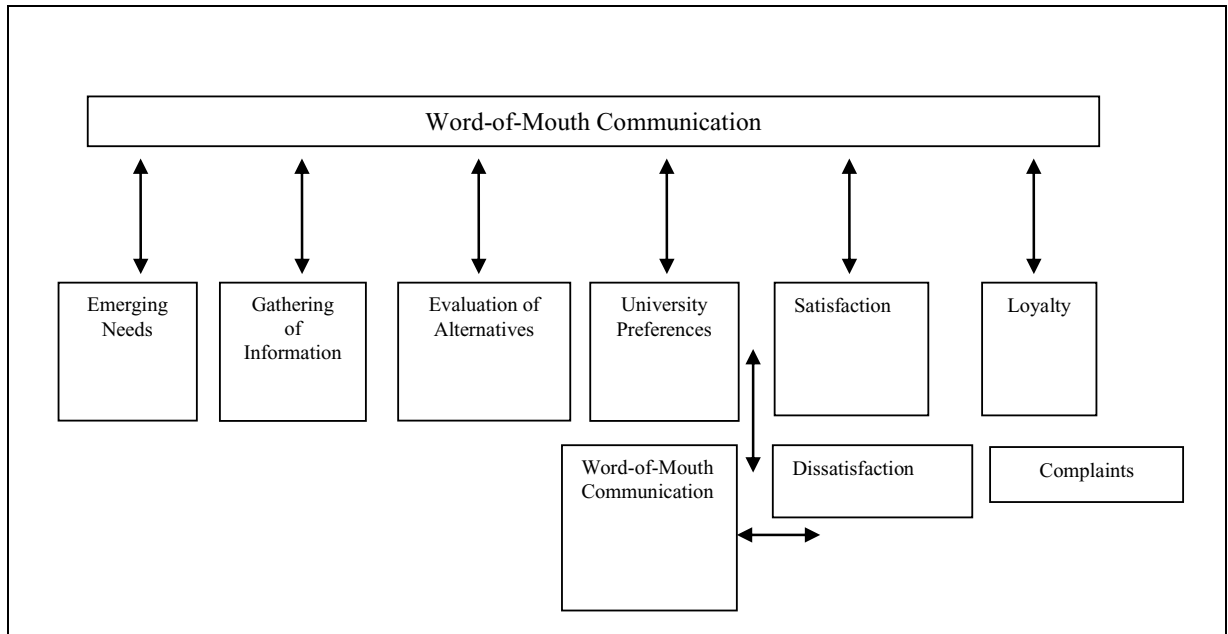 Word-of-Mouth Communication
Emerging
Needs
Gathering
of
Information
Evaluation of
Alternatives
University
Preferences
Satisfaction
Loyalty
Word-of-Mouth
Communication
Dissatisfaction
Complaints